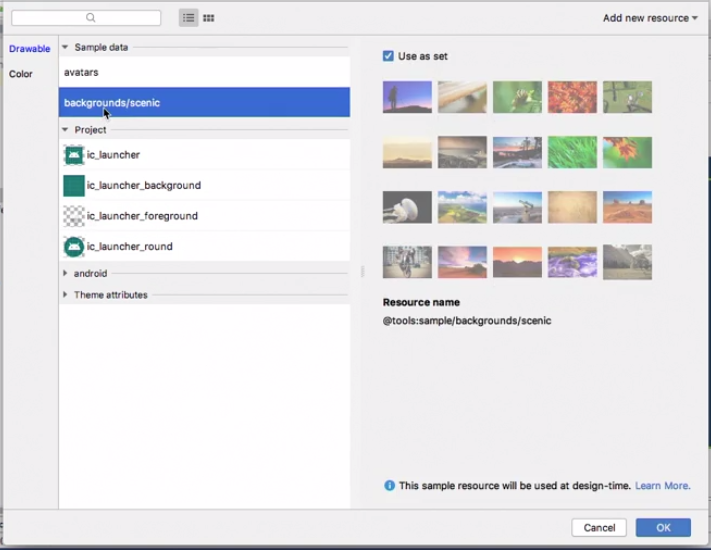 Add new resource
Drawable
Color
Sample data
avatars
backgrounds/scenic
Project
ic_launcher
ic_launcher_background
ic_launcher_foreground
ic_launcher_round
android
Theme attributes
Use as set
Resource name
@tools:sample/backgrounds/scenic
This sample resource will be used at design-time. Learn More.
Cancel
OK